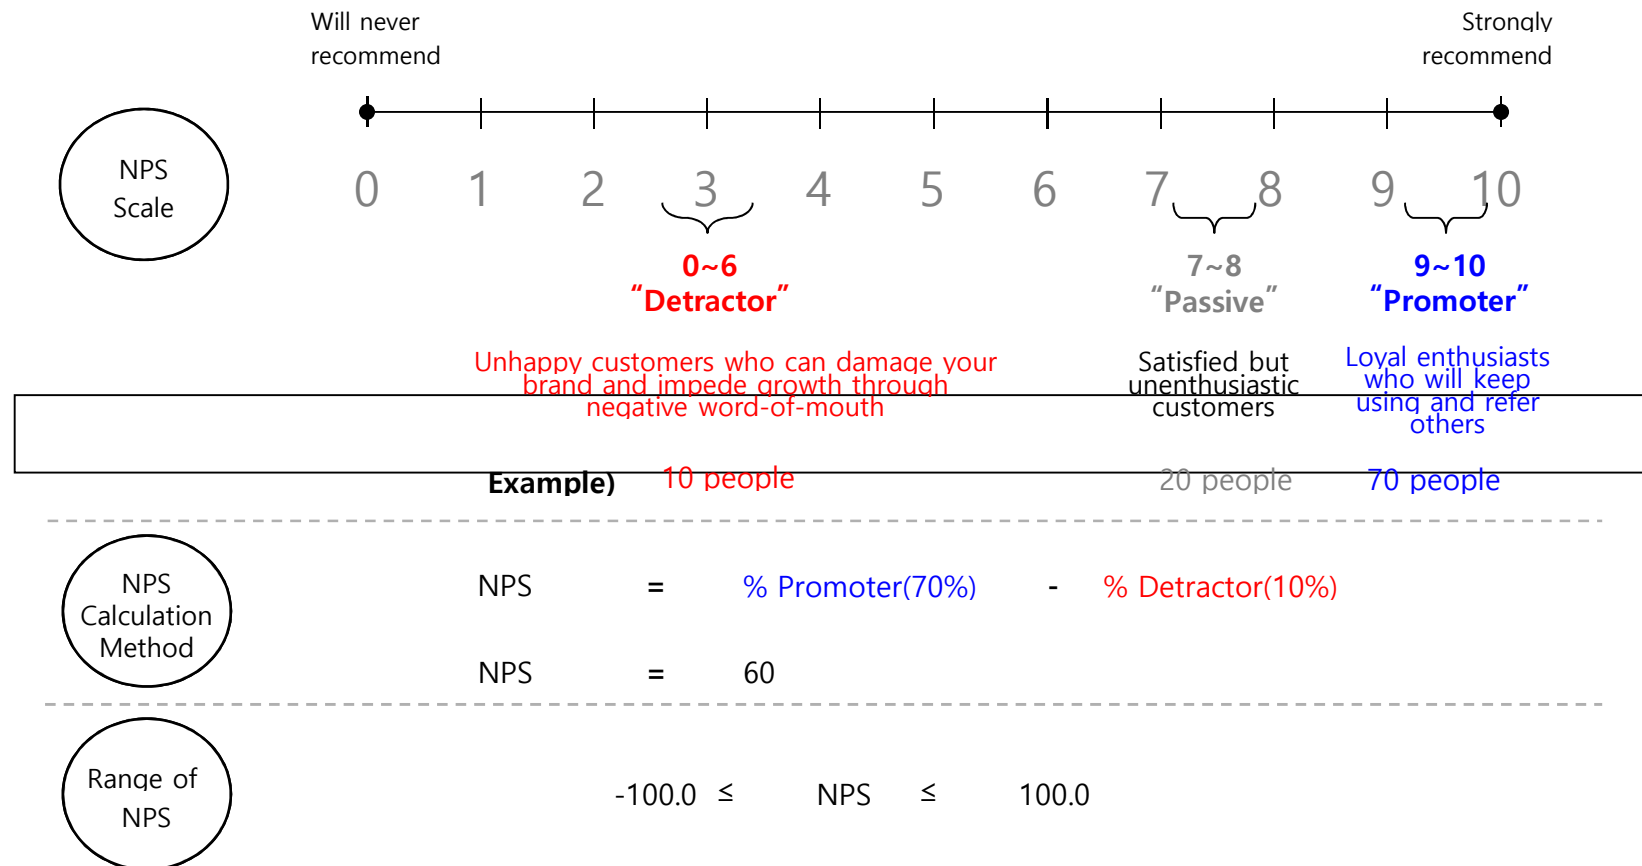 Will never
recommend
Strongly
recommend
NPS
Scale
0 1 2 3 4 5 6 7 8 9 10
0~6
“Detractor”
7~8
“Passive”
9~10
“Promoter”
Unhappy customers who can damage your
brand and impede growth through
negative word-of-mouth
Satisfied but
unenthusiastic
customers
Loyal enthusiasts
who will keep
using and refer
others
Example) 10 people 20 people 70 people
NPS
Calculation
Method
NPS = % Promoter(70%) - % Detractor(10%)
NPS = 60
Range of
NPS
-100.0 ≤ NPS ≤ 100.0